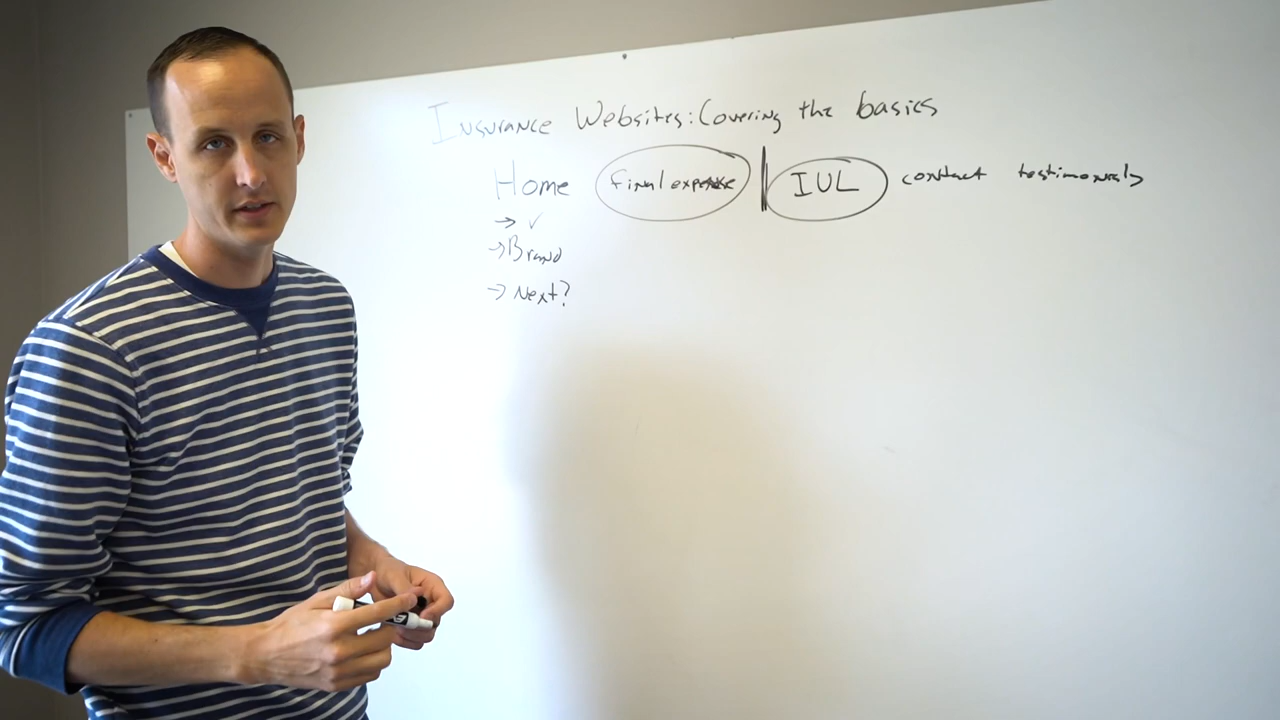 Insurance Websites: Covering the basics
Home final expense IUL contact testimonials
→ ✓
→ Brand
→ Next?